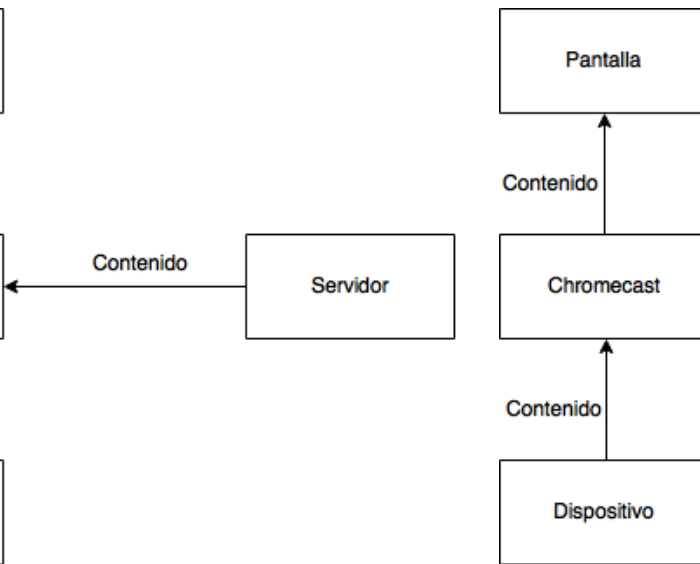 Pantalla
Contenido
Contenido
Servidor
Chromecast
Contenido
Dispositivo